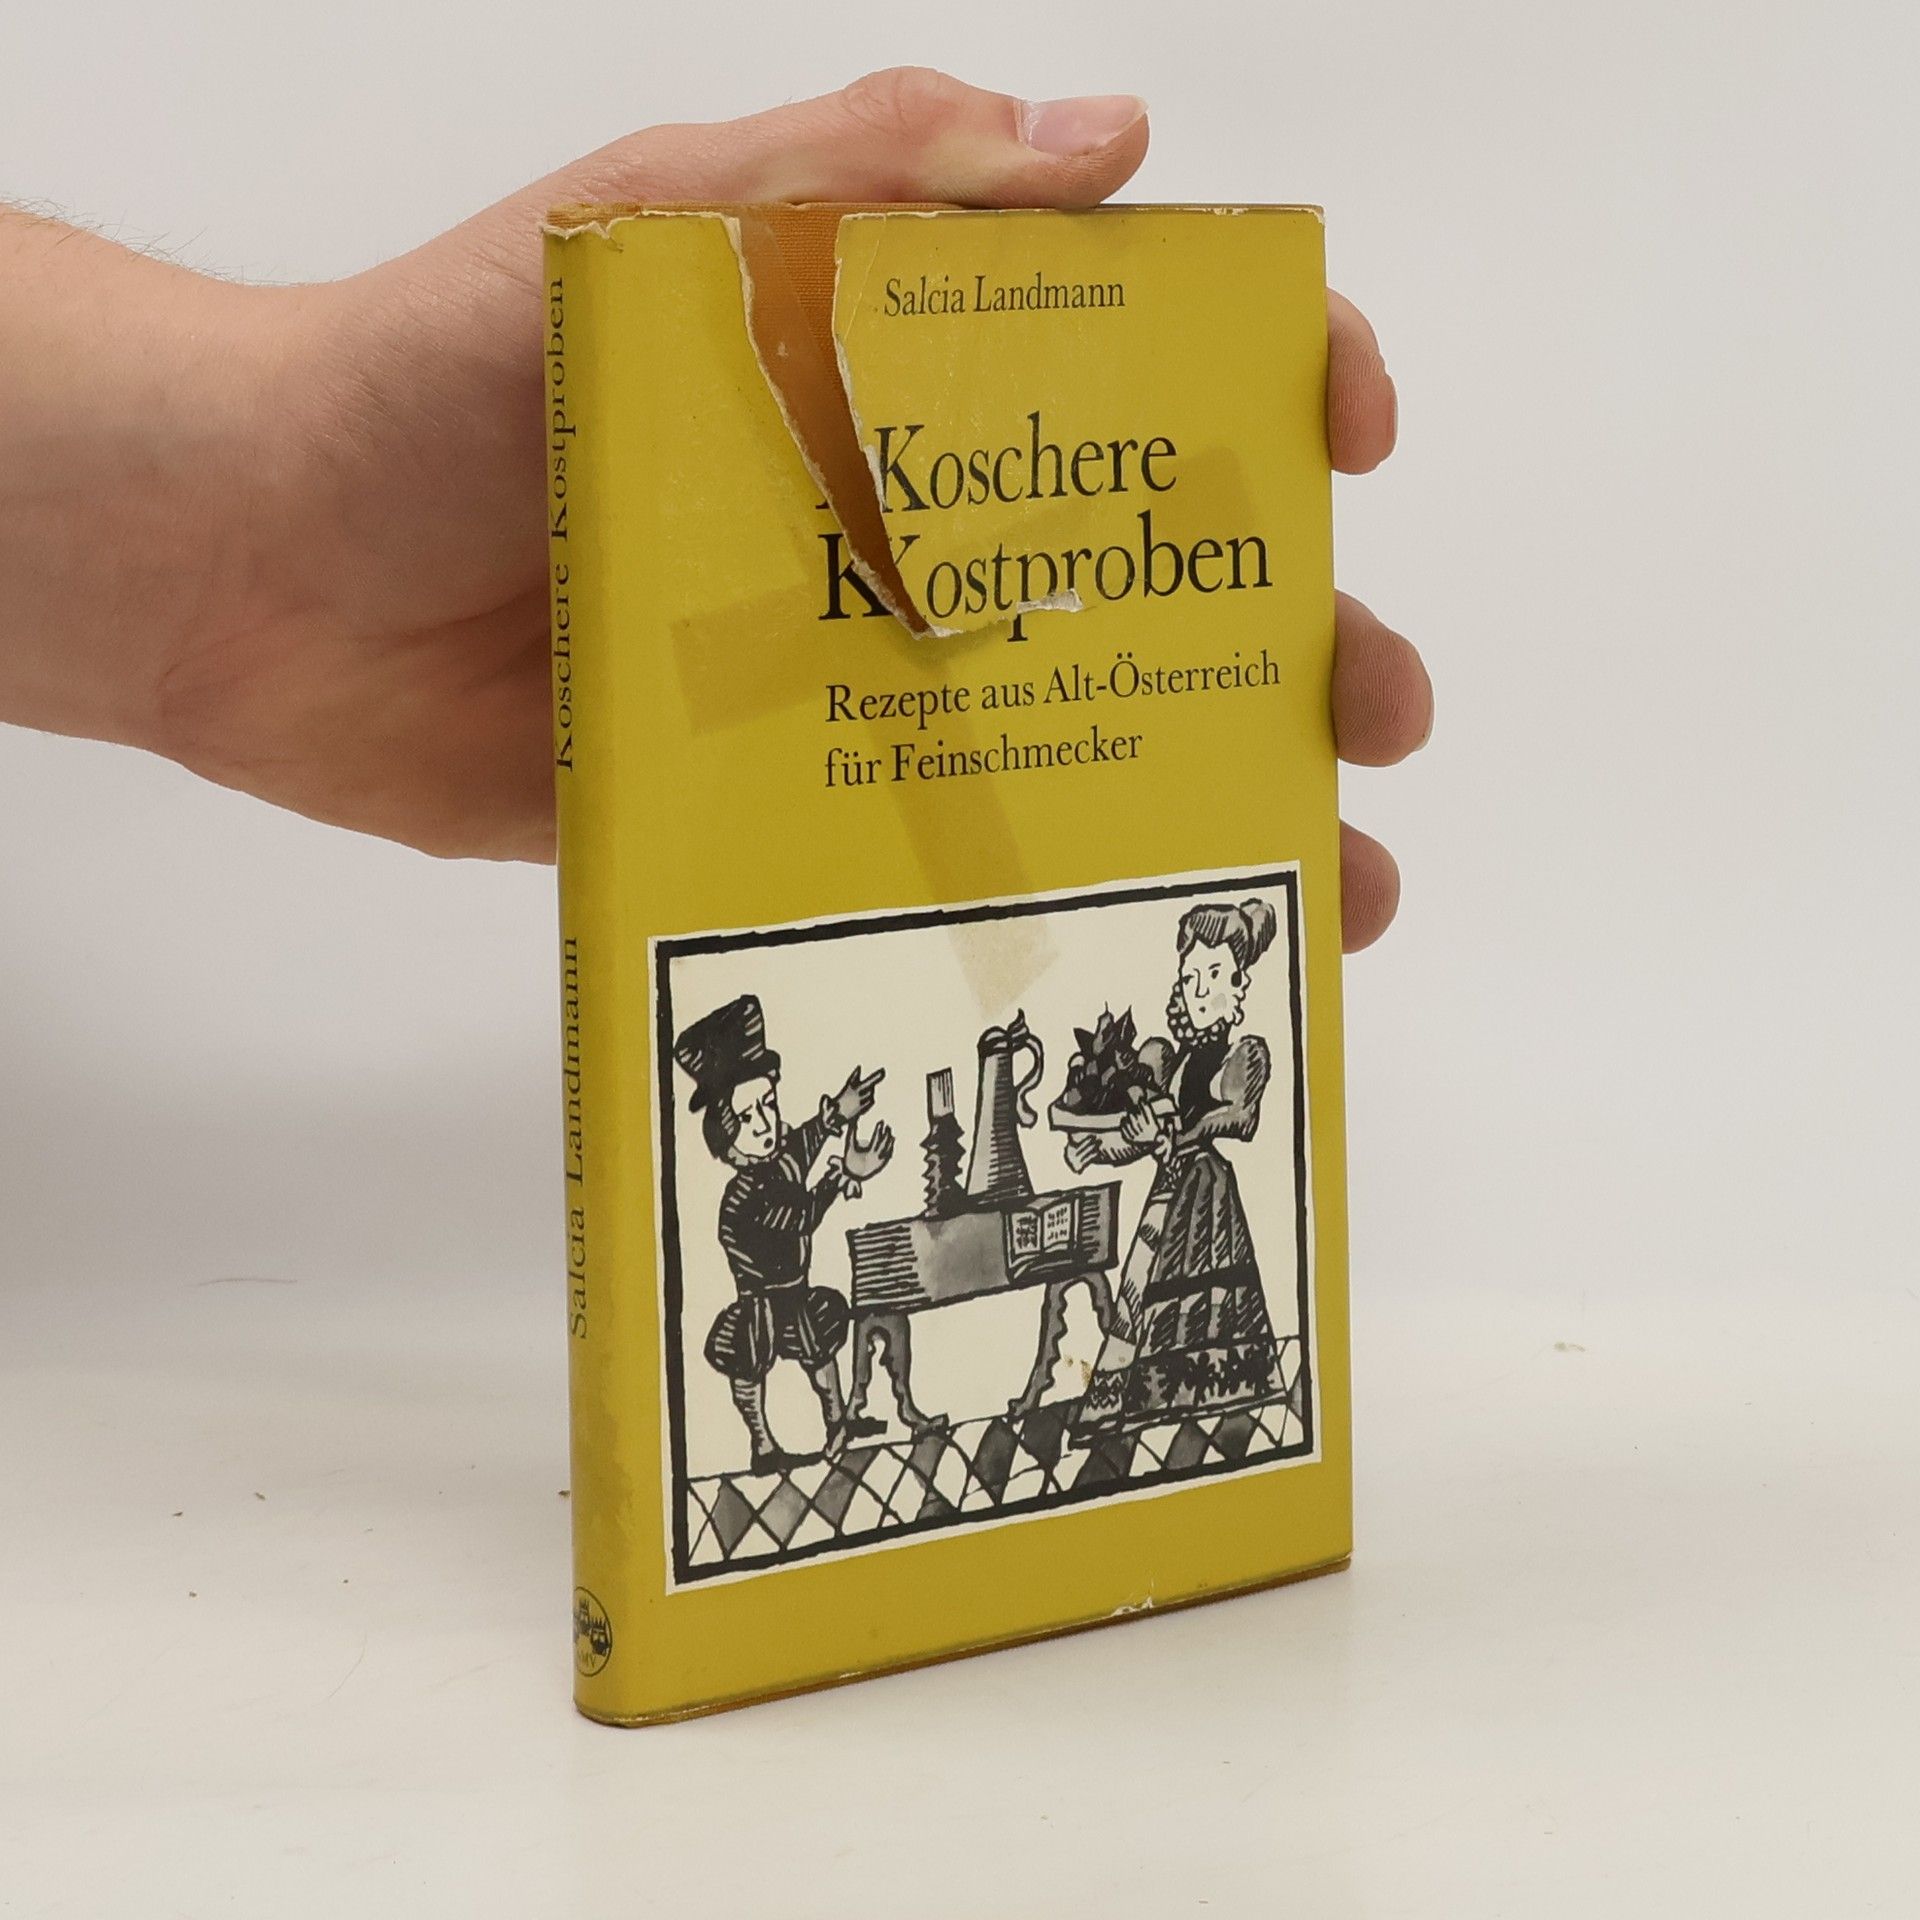 Salcia Landmann
Koschere
Kostproben
Rezepte aus Alt-Österreich
für Feinschmecker
Salcia Landmann Koschere Kostproben